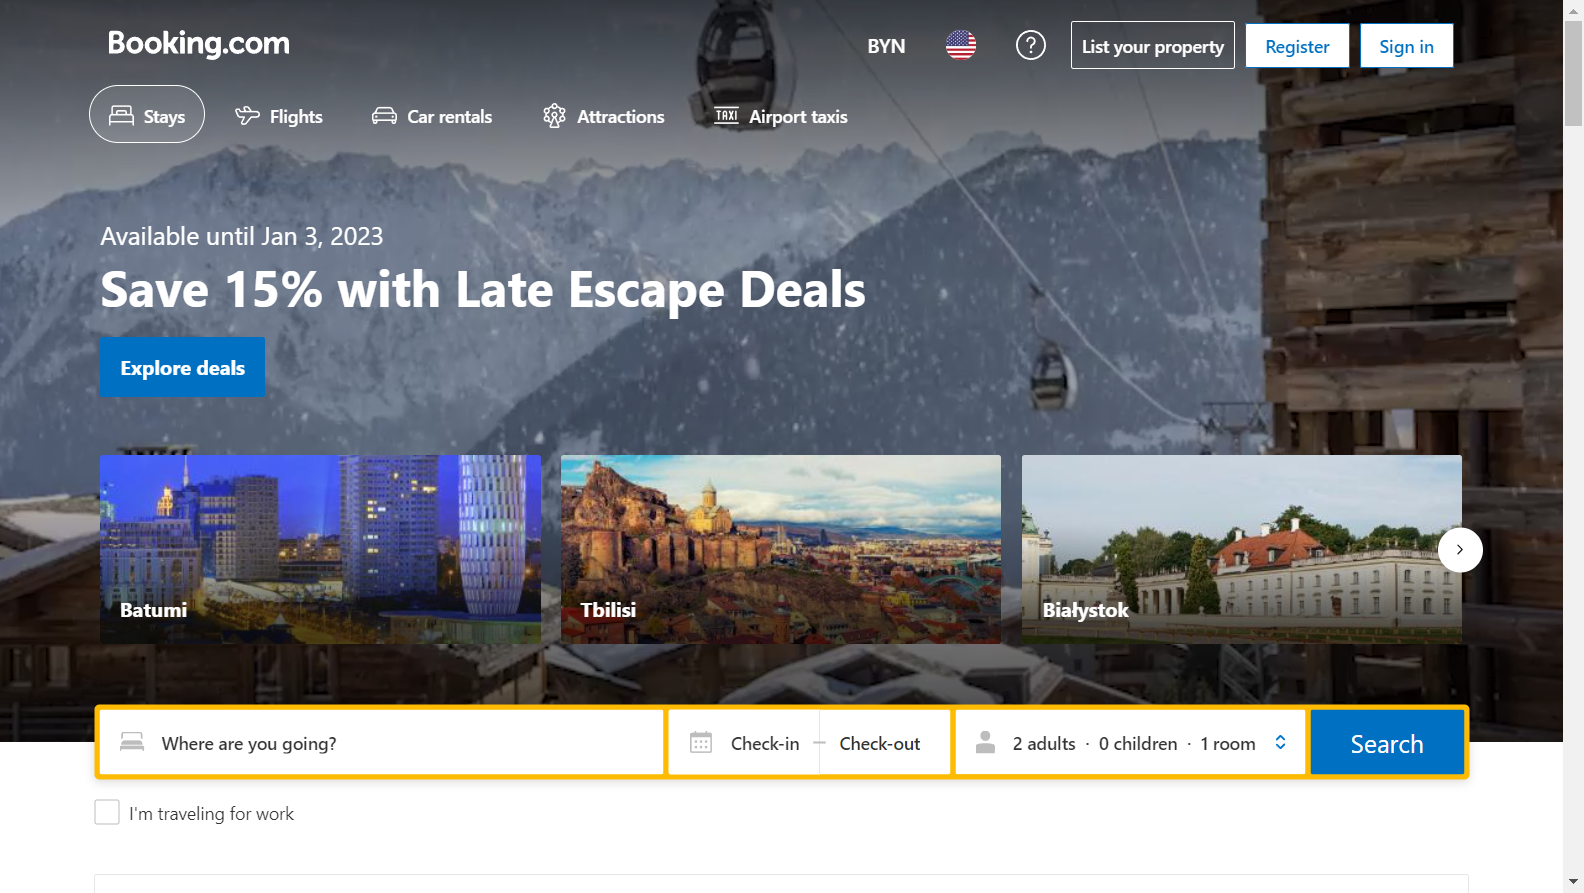 Booking.com
BYN
List your property
Register
Sign in
Stays
Flights
Car rentals
Attractions
TAXI
Airport taxis
Available until Jan 3, 2023
Save 15% with Late Escape Deals
Explore deals
Batumi
Tbilisi
Białystok
Where are you going?
Check-in — Check-out
2 adults · 0 children · 1 room
Search
I'm traveling for work